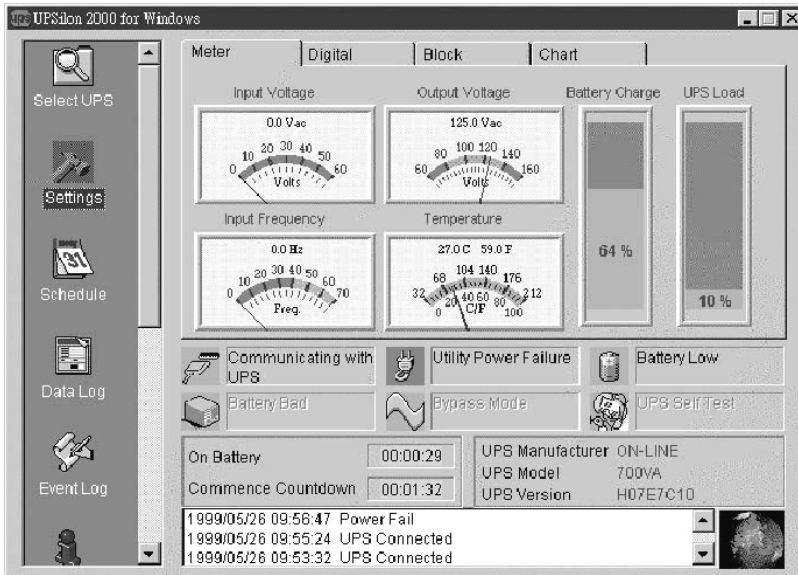 UPS UPSilon 2000 for Windows
Select UPS
Settings
Schedule
Data Log
Event Log
Meter Digital Block Chart
Input Voltage
0.0 Vac
0 10 20 30 40 50 60
Volts
Output Voltage
125.0 Vac
60 80 100 120 140 160
Volts
Battery Charge
64 %
UPS Load
10 %
Input Frequency
0.0 Hz
0 10 20 30 40 50 60 70
Freq.
Temperature
27.0 C 59.0 F
32 68 104 140 176 212
0 20 40 60 80 100
C/F
Communicating with
UPS
Utility Power Failure
Battery Low
Battery Bad
Bypass Mode
UPS Self Test
On Battery 00:00:29
Commence Countdown 00:01:32
UPS Manufacturer ON-LINE
UPS Model 700VA
UPS Version H07E7C10
1999/05/26 09:56:47 Power Fail
1999/05/26 09:55:24 UPS Connected
1999/05/26 09:53:32 UPS Connected